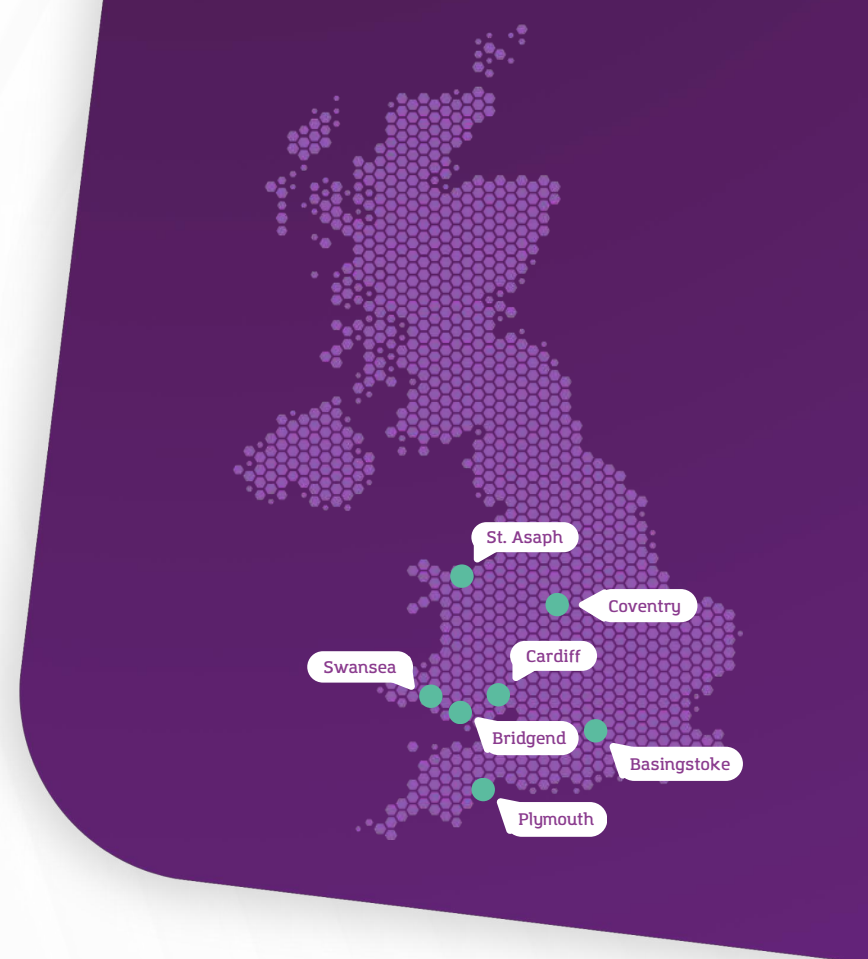 St. Asaph
Coventry
Cardiff
Swansea
Bridgend
Basingstoke
Plymouth